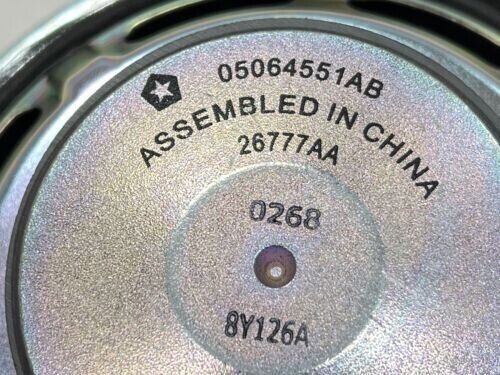 05064551AB
ASSEMBLED IN CHINA
26777AA
0268
8Y126A